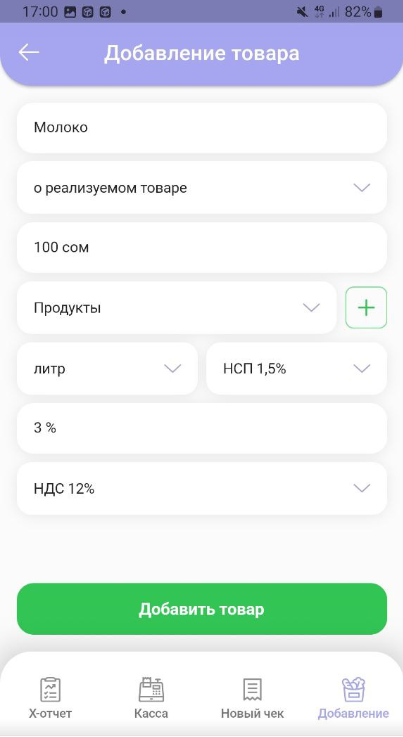 17:00 4G 82%
Добавление товара
Молоко
о реализуемом товаре
100 сом
Продукты
литр НСП 1,5%
3 %
НДС 12%
Добавить товар
Х-отчет Касса Новый чек Добавление